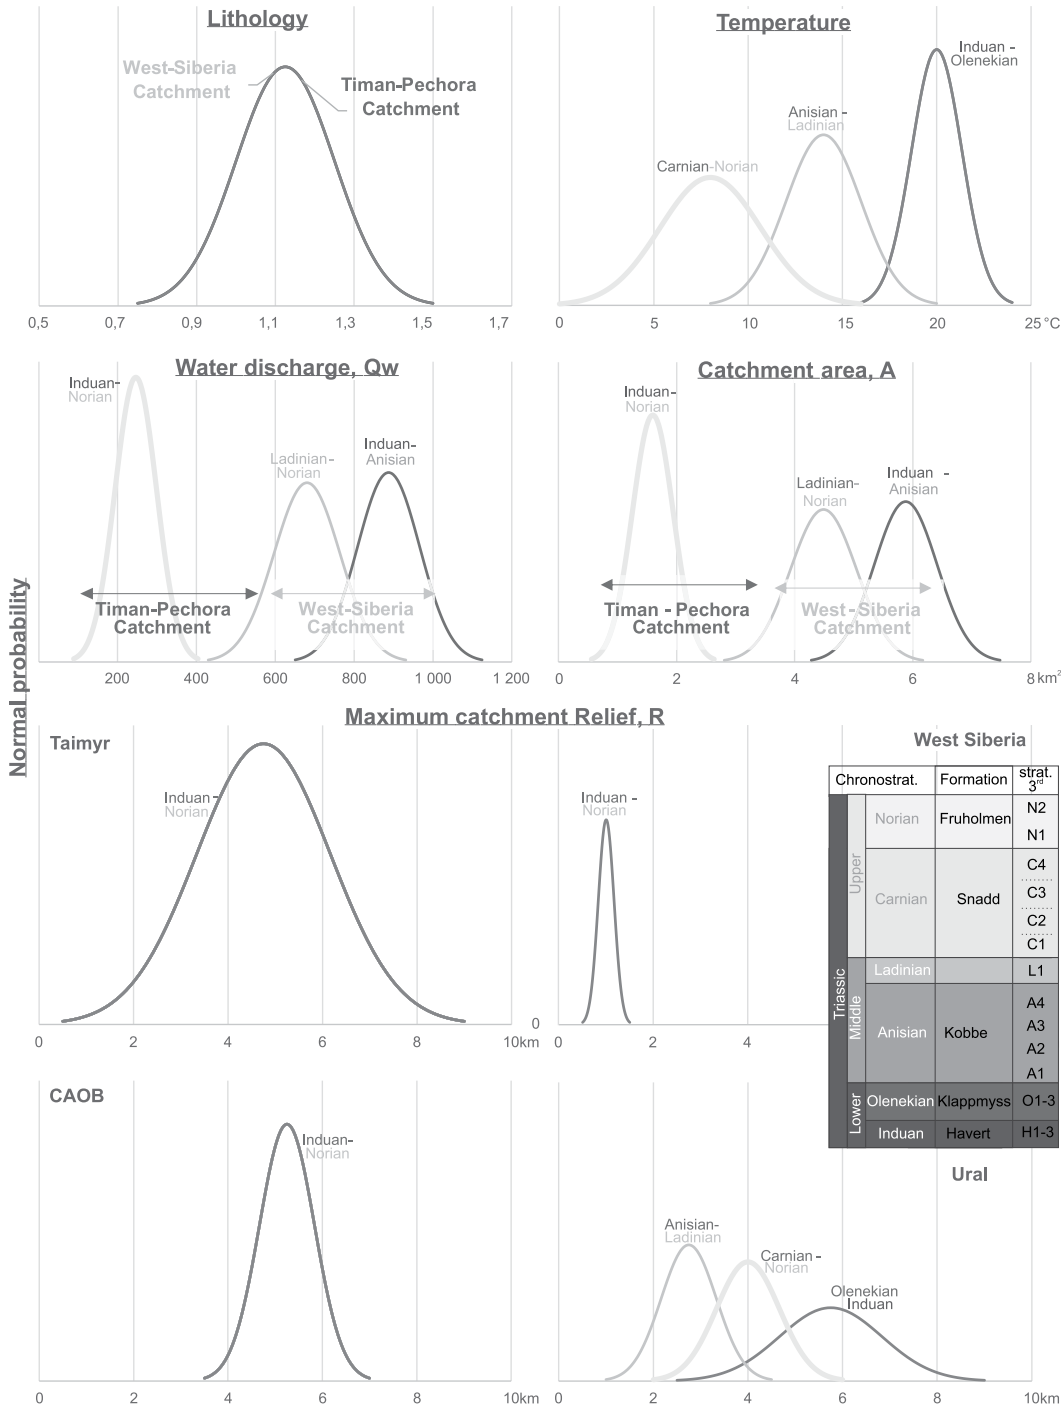 Lithology
West-Siberia
Catchment
Timan-Pechora
Catchment
0,5 0,7 0,9 1,1 1,3 1,5 1,7
Temperature
Induan -
Olenekian
Anisian -
Ladinian
Carnian-Norian
0 5 10 15 20 25 °C
Water discharge, Qw
Induan-
Norian
Ladinian-
Norian
Induan-
Anisian
Timan-Pechora
Catchment
West-Siberia
Catchment
200 400 600 800 1 000 1 200
Catchment area, A
Induan-
Norian
Ladinian-
Norian
Induan -
Anisian
Timan - Pechora
Catchment
West-Siberia
Catchment
0 2 4 6 8 km²
Normal probability
Maximum catchment Relief, R
Taimyr
Induan-
Norian
0 2 4 6 8 10km
West Siberia
Induan -
Norian
0
0 2 4
Chronostrat. Formation strat. 3rd
Triassic
Upper
Norian Fruholmen N2
N1
Carnian Snadd C4
C3
C2
C1
Middle
Ladinian L1
Anisian Kobbe A4
A3
A2
A1
Lower
Olenekian Klappmyss O1-3
Induan Havert H1-3
CAOB
Induan-
Norian
0 2 4 6 8 10km
Ural
Anisian-
Ladinian
Carnian -
Norian
Olenekian
Induan
0 2 4 6 8 10km